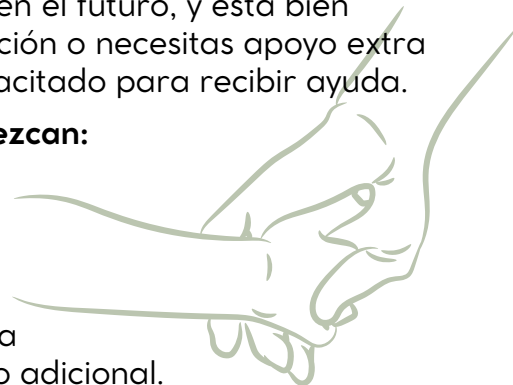 en el futuro, y está bien
ción o necesitas apoyo extra
acitado para recibir ayuda.
ezcan:
a
o adicional.